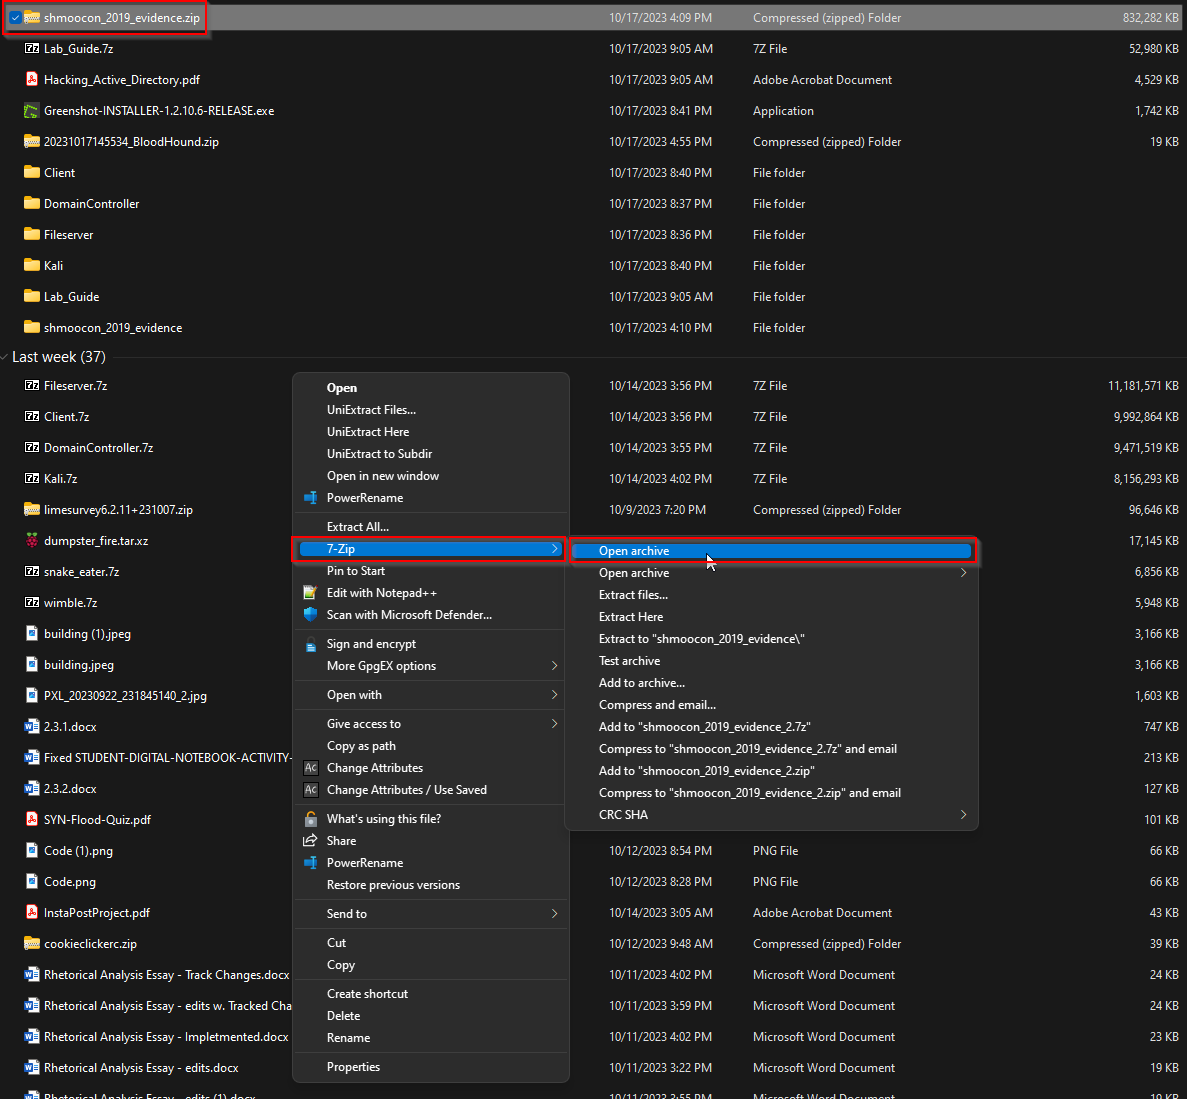 shmoocon_2019_evidence.zip 10/17/2023 4:09 PM Compressed (zipped) Folder 832,282 KB
Lab_Guide.7z 10/17/2023 9:05 AM 7Z File 52,980 KB
Hacking_Active_Directory.pdf 10/17/2023 9:05 AM Adobe Acrobat Document 4,529 KB
Greenshot-INSTALLER-1.2.10.6-RELEASE.exe 10/17/2023 8:41 PM Application 1,742 KB
20231017145534_BloodHound.zip 10/17/2023 4:55 PM Compressed (zipped) Folder 19 KB
Client 10/17/2023 8:40 PM File folder
DomainController 10/17/2023 8:37 PM File folder
Fileserver 10/17/2023 8:36 PM File folder
Kali 10/17/2023 8:40 PM File folder
Lab_Guide 10/17/2023 9:05 AM File folder
shmoocon_2019_evidence 10/17/2023 4:10 PM File folder
Last week (37)
Fileserver.7z 10/14/2023 3:56 PM 7Z File 11,181,571 KB
Client.7z 10/14/2023 3:56 PM 7Z File 9,992,864 KB
DomainController.7z 10/14/2023 3:55 PM 7Z File 9,471,519 KB
Kali.7z 10/14/2023 4:02 PM 7Z File 8,156,293 KB
limesurvey6.2.11+231007.zip 10/9/2023 7:20 PM Compressed (zipped) Folder 96,646 KB
dumpster_fire.tar.xz 17,145 KB
snake_eater.7z 6,856 KB
wimble.7z 5,948 KB
building (1).jpeg 3,166 KB
building.jpeg 3,166 KB
PXL_20230922_231845140_2.jpg 1,603 KB
2.3.1.docx 747 KB
Fixed STUDENT-DIGITAL-NOTEBOOK-ACTIVITY- 213 KB
2.3.2.docx 127 KB
SYN-Flood-Quiz.pdf 101 KB
Code (1).png 10/12/2023 8:54 PM PNG File 66 KB
Code.png 10/12/2023 8:28 PM PNG File 66 KB
InstaPostProject.pdf 10/14/2023 3:05 AM Adobe Acrobat Document 43 KB
cookieclickerc.zip 10/12/2023 9:48 AM Compressed (zipped) Folder 39 KB
Rhetorical Analysis Essay - Track Changes.docx 10/11/2023 4:02 PM Microsoft Word Document 24 KB
Rhetorical Analysis Essay - edits w. Tracked Cha 10/11/2023 3:59 PM Microsoft Word Document 24 KB
Rhetorical Analysis Essay - Impletmented.docx 10/11/2023 4:02 PM Microsoft Word Document 23 KB
Rhetorical Analysis Essay - edits.docx 10/11/2023 3:22 PM Microsoft Word Document 19 KB
Rhetorical Analysis Essay - edits (1).docx 10/11/2023 3:55 PM Microsoft Word Document 19 KB
Open
UniExtract Files...
UniExtract Here
UniExtract to Subdir
Open in new window
PowerRename
Extract All...
7-Zip
Pin to Start
Edit with Notepad++
Scan with Microsoft Defender...
Sign and encrypt
More GpgEX options
Open with
Give access to
Copy as path
Change Attributes
Change Attributes / Use Saved
What's using this file?
Share
PowerRename
Restore previous versions
Send to
Cut
Copy
Create shortcut
Delete
Rename
Properties
Open archive
Open archive
Extract files...
Extract Here
Extract to "shmoocon_2019_evidence\"
Test archive
Add to archive...
Compress and email...
Add to "shmoocon_2019_evidence_2.7z"
Compress to "shmoocon_2019_evidence_2.7z" and email
Add to "shmoocon_2019_evidence_2.zip"
Compress to "shmoocon_2019_evidence_2.zip" and email
CRC SHA